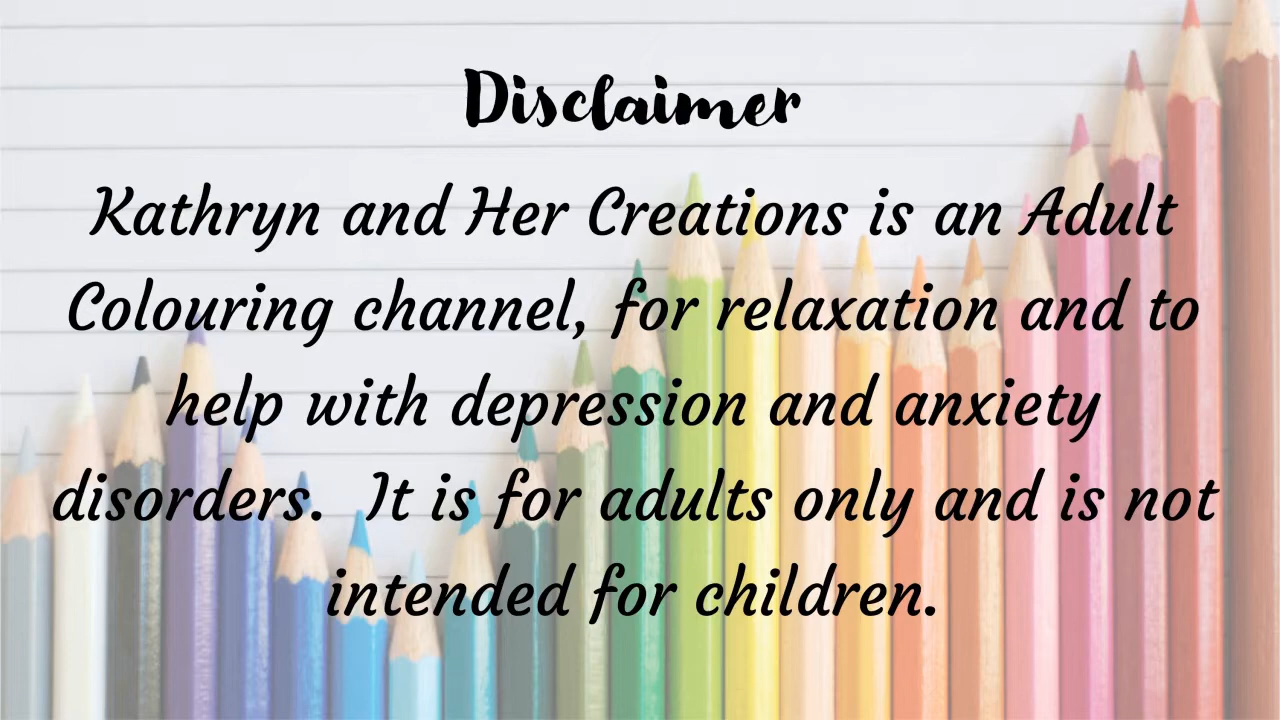 Disclaimer
Kathryn and Her Creations is an Adult
Colouring channel, for relaxation and to
help with depression and anxiety
disorders.  It is for adults only and is not
intended for children.